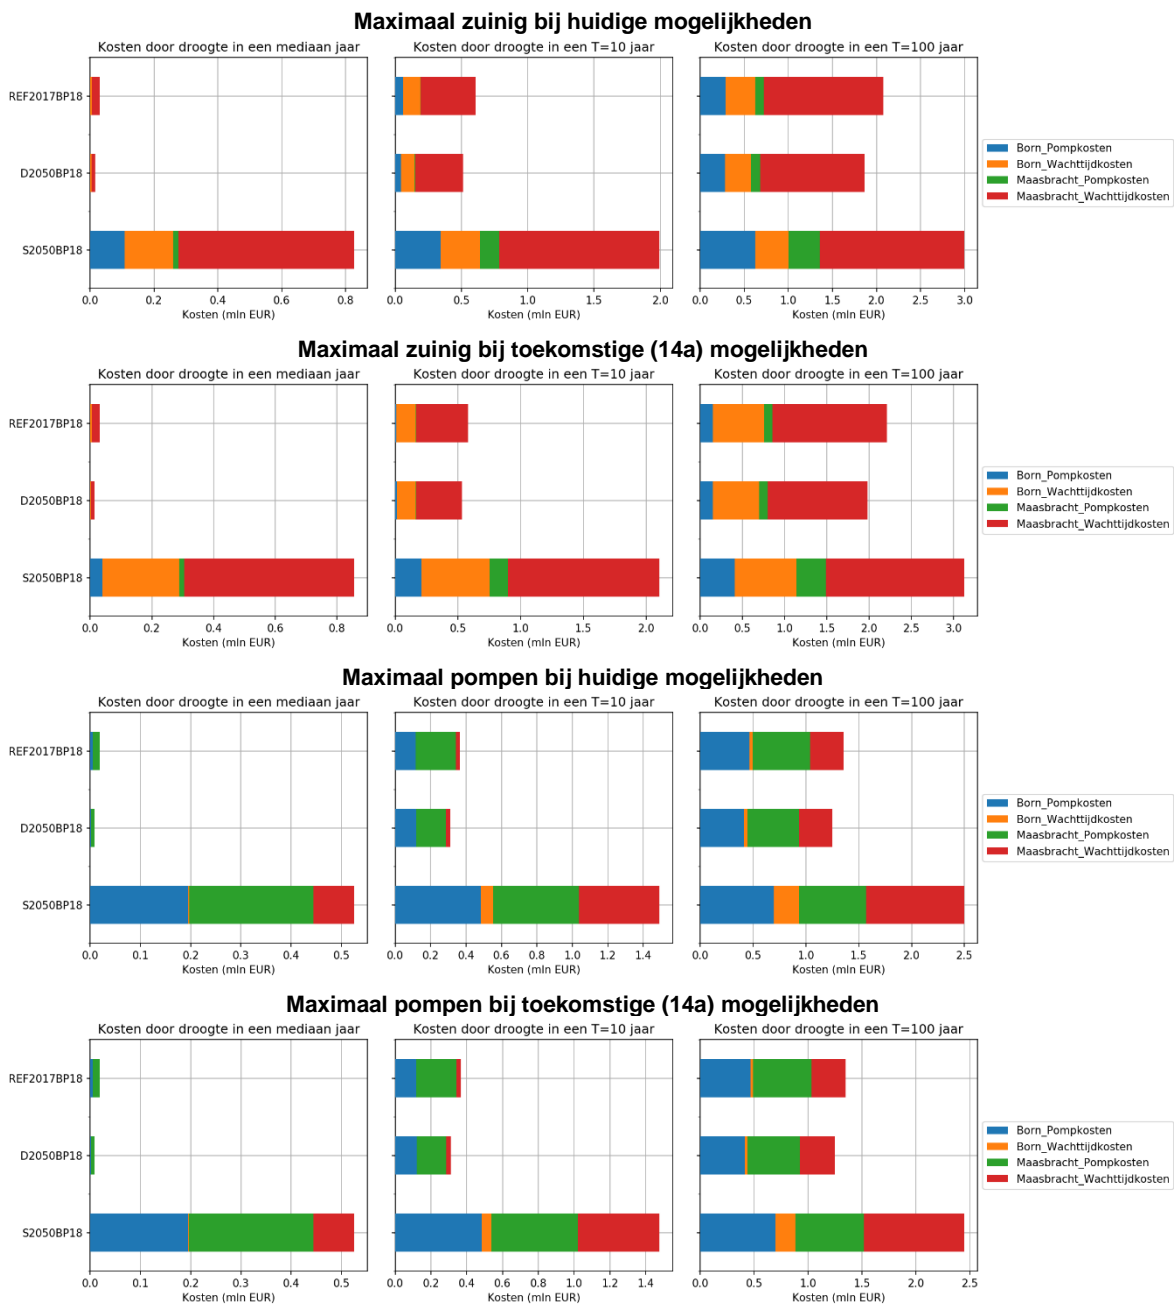 Maximaal zuinig bij huidige mogelijkheden
Kosten door droogte in een mediaan jaar
Kosten door droogte in een T=10 jaar
Kosten door droogte in een T=100 jaar
REF2017BP18
D2050BP18
S2050BP18
0.0 0.2 0.4 0.6 0.8
0.0 0.5 1.0 1.5 2.0
0.0 0.5 1.0 1.5 2.0 2.5 3.0
Kosten (mln EUR)
Kosten (mln EUR)
Kosten (mln EUR)
Born_Pompkosten
Born_Wachttijdkosten
Maasbracht_Pompkosten
Maasbracht_Wachttijdkosten
Maximaal zuinig bij toekomstige (14a) mogelijkheden
Kosten door droogte in een mediaan jaar
Kosten door droogte in een T=10 jaar
Kosten door droogte in een T=100 jaar
REF2017BP18
D2050BP18
S2050BP18
0.0 0.2 0.4 0.6 0.8
0.0 0.5 1.0 1.5 2.0
0.0 0.5 1.0 1.5 2.0 2.5 3.0
Kosten (mln EUR)
Kosten (mln EUR)
Kosten (mln EUR)
Born_Pompkosten
Born_Wachttijdkosten
Maasbracht_Pompkosten
Maasbracht_Wachttijdkosten
Maximaal pompen bij huidige mogelijkheden
Kosten door droogte in een mediaan jaar
Kosten door droogte in een T=10 jaar
Kosten door droogte in een T=100 jaar
REF2017BP18
D2050BP18
S2050BP18
0.0 0.1 0.2 0.3 0.4 0.5
0.0 0.2 0.4 0.6 0.8 1.0 1.2 1.4
0.0 0.5 1.0 1.5 2.0 2.5
Kosten (mln EUR)
Kosten (mln EUR)
Kosten (mln EUR)
Born_Pompkosten
Born_Wachttijdkosten
Maasbracht_Pompkosten
Maasbracht_Wachttijdkosten
Maximaal pompen bij toekomstige (14a) mogelijkheden
Kosten door droogte in een mediaan jaar
Kosten door droogte in een T=10 jaar
Kosten door droogte in een T=100 jaar
REF2017BP18
D2050BP18
S2050BP18
0.0 0.1 0.2 0.3 0.4 0.5
0.0 0.2 0.4 0.6 0.8 1.0 1.2 1.4
0.0 0.5 1.0 1.5 2.0 2.5
Kosten (mln EUR)
Kosten (mln EUR)
Kosten (mln EUR)
Born_Pompkosten
Born_Wachttijdkosten
Maasbracht_Pompkosten
Maasbracht_Wachttijdkosten